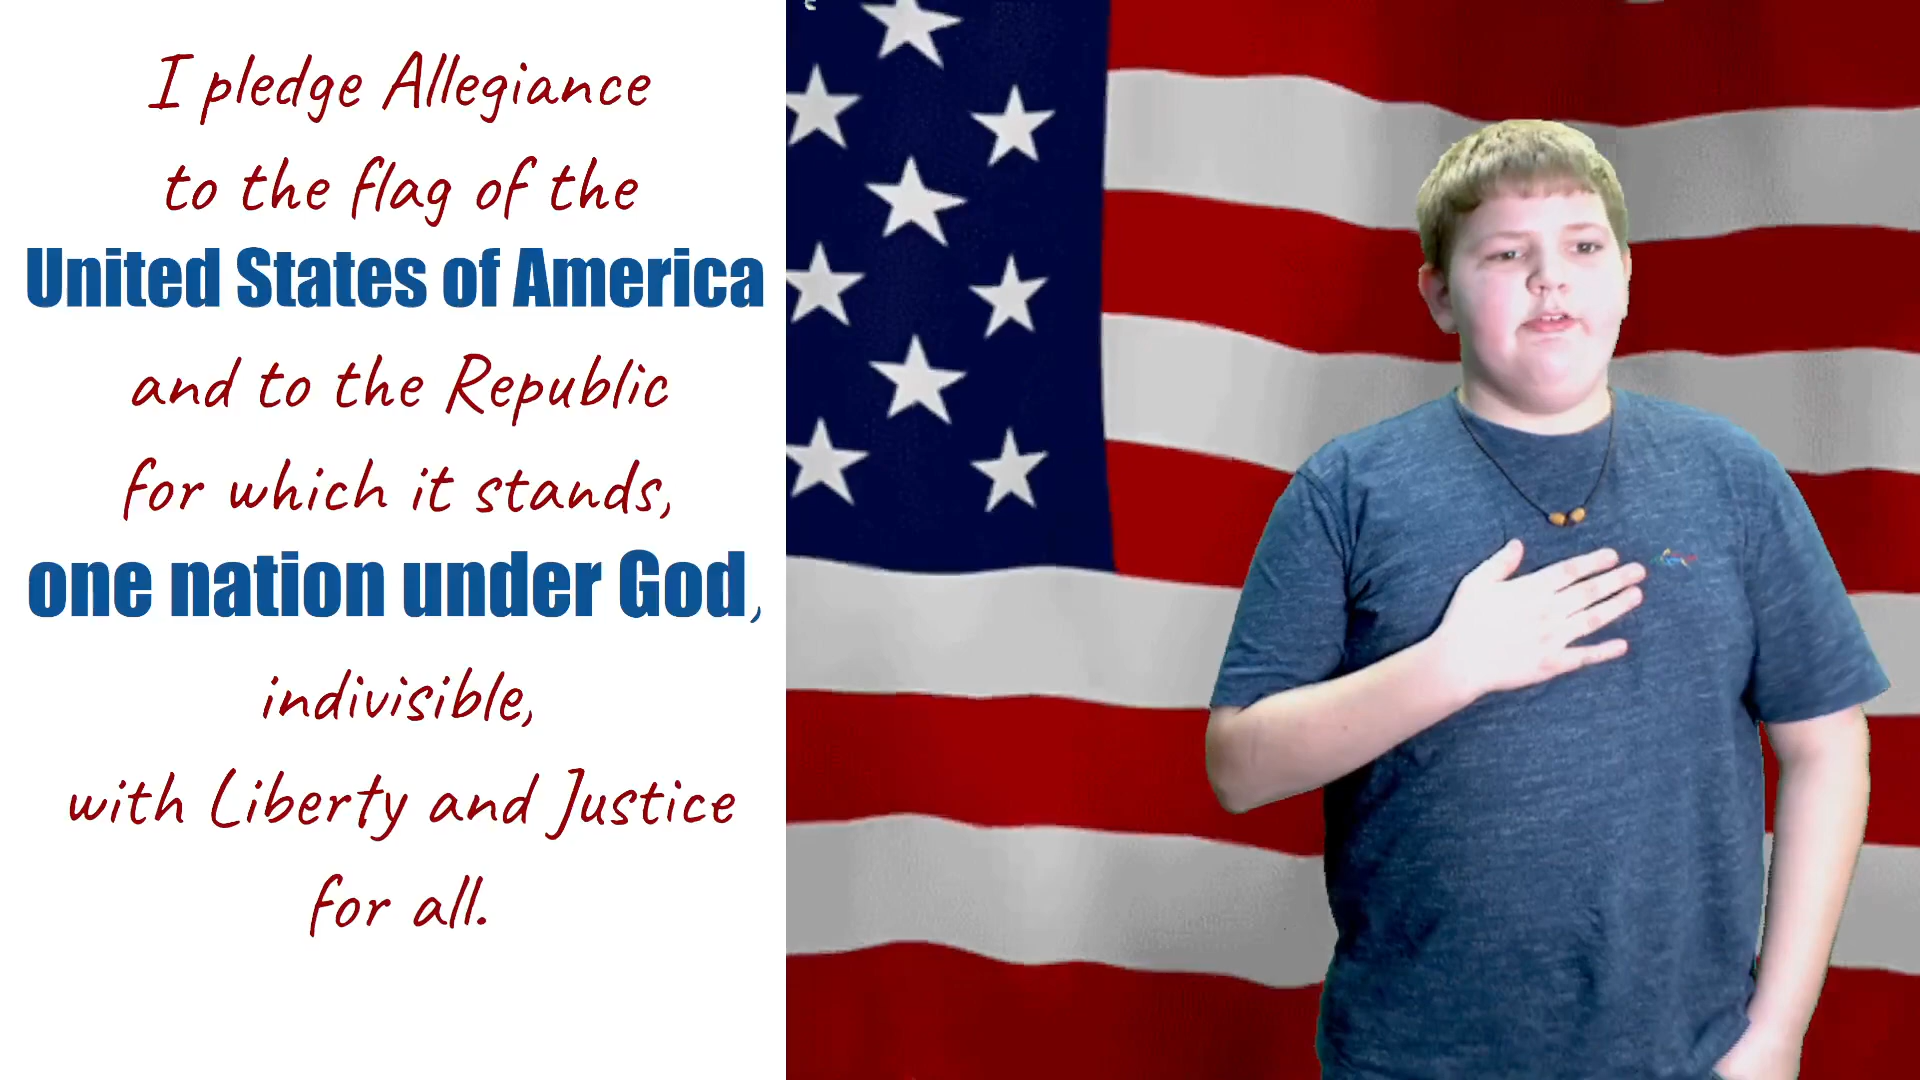 I pledge Allegiance
to the flag of the
United States of America
and to the Republic
for which it stands,
one nation under God,
indivisible,
with Liberty and Justice
for all.